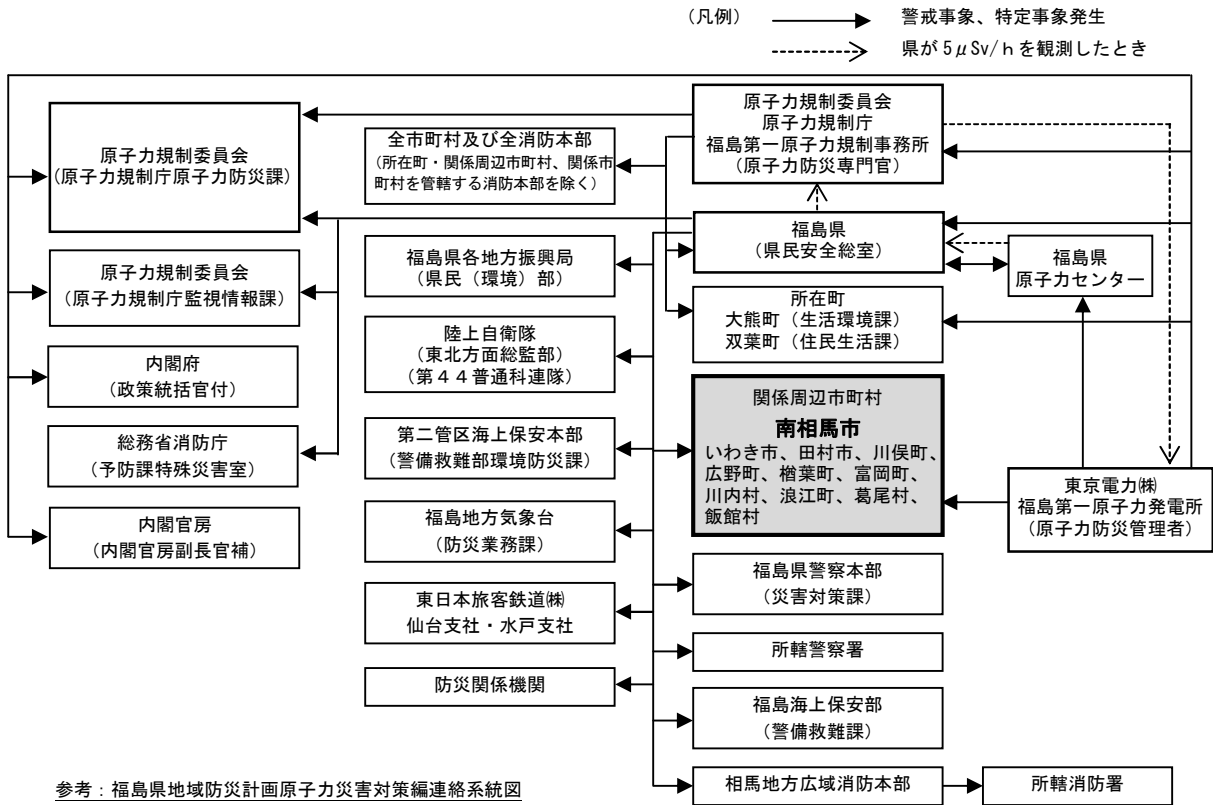 (凡例)
警戒事象、特定事象発生
県が5μSv/hを観測したとき
原子力規制委員会
(原子力規制庁原子力防災課)
原子力規制委員会
(原子力規制庁監視情報課)
内閣府
(政策統括官付)
総務省消防庁
(予防課特殊災害室)
内閣官房
(内閣官房副長官補)
全市町村及び全消防本部
(所在町・関係周辺市町村、関係市
町村を管轄する消防本部を除く)
福島県各地方振興局
(県民(環境)部)
陸上自衛隊
(東北方面総監部)
(第44普通科連隊)
第二管区海上保安本部
(警備救難部環境防災課)
福島地方気象台
(防災業務課)
東日本旅客鉄道㈱
仙台支社・水戸支社
防災関係機関
原子力規制委員会
原子力規制庁
福島第一原子力規制事務所
(原子力防災専門官)
福島県
(県民安全総室)
所在町
大熊町(生活環境課)
双葉町(住民生活課)
関係周辺市町村
南相馬市
いわき市、田村市、川俣町、
広野町、楢葉町、富岡町、
川内村、浪江町、葛尾村、
飯館村
福島県警察本部
(災害対策課)
所轄警察署
福島海上保安部
(警備救難課)
相馬地方広域消防本部
所轄消防署
福島県
原子力センター
東京電力㈱
福島第一原子力発電所
(原子力防災管理者)
参考:福島県地域防災計画原子力災害対策編連絡系統図